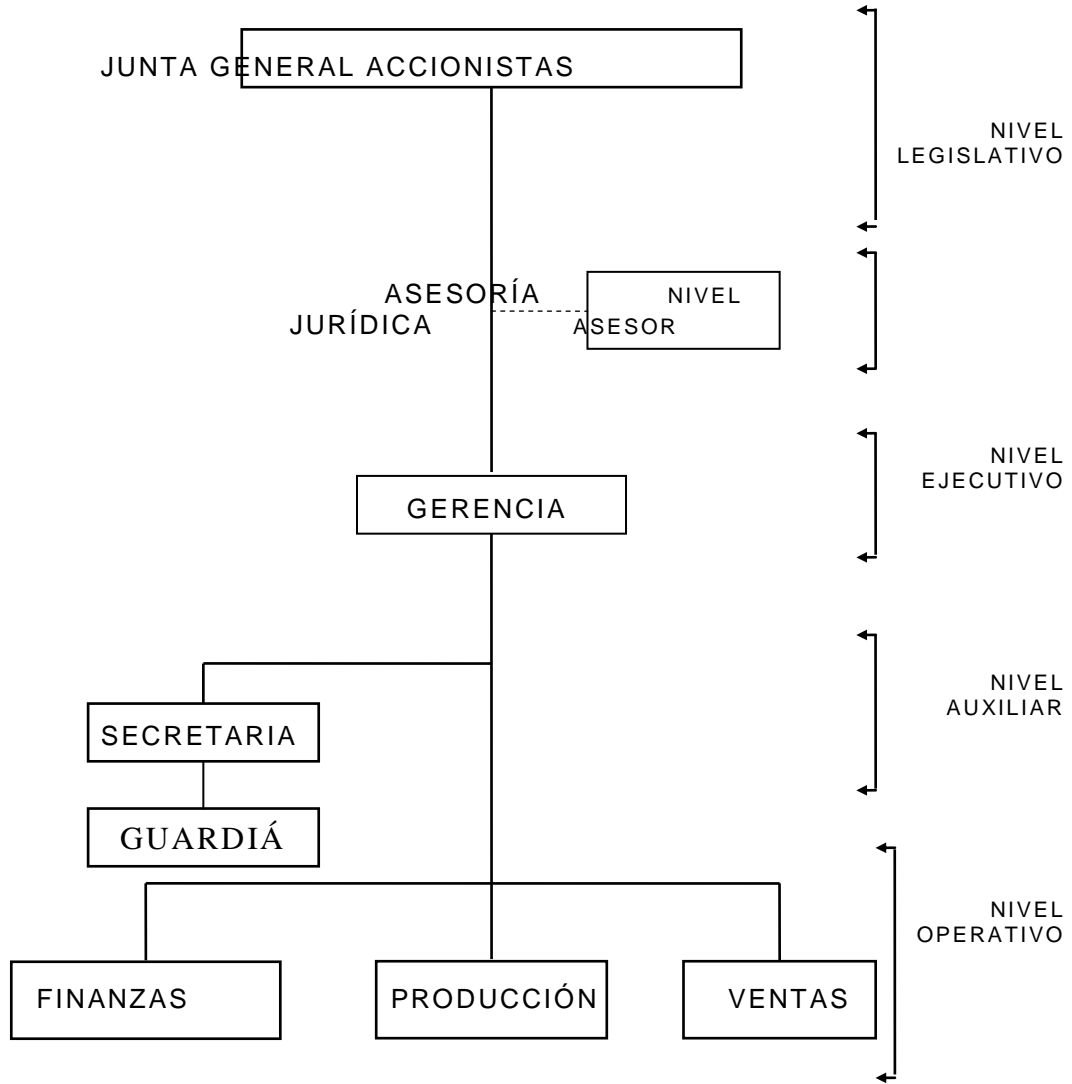 JUNTA GENERAL ACCIONISTAS
NIVEL
LEGISLATIVO
ASESORÍA
JURÍDICA
NIVEL
ASESOR
NIVEL
EJECUTIVO
GERENCIA
NIVEL
AUXILIAR
SECRETARIA
GUARDIÁ
NIVEL
OPERATIVO
FINANZAS
PRODUCCIÓN
VENTAS